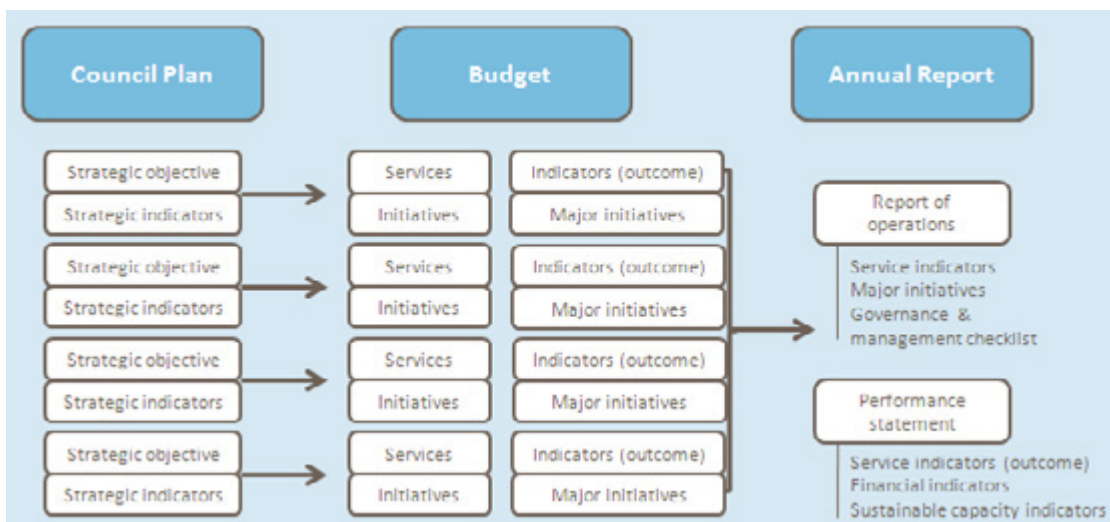 Council Plan
Budget
Annual Report
Strategic objective
Strategic indicators
Services
Initiatives
Indicators (outcome)
Major initiatives
Strategic objective
Strategic indicators
Services
Initiatives
Indicators (outcome)
Major initiatives
Strategic objective
Strategic indicators
Services
Initiatives
Indicators (outcome)
Major initiatives
Strategic objective
Strategic indicators
Services
Initiatives
Indicators (outcome)
Major initiatives
Report of
operations
Service indicators
Major initiatives
Governance &
management checklist
Performance
statement
Service indicators (outcome)
Financial indicators
Sustainable capacity indicators